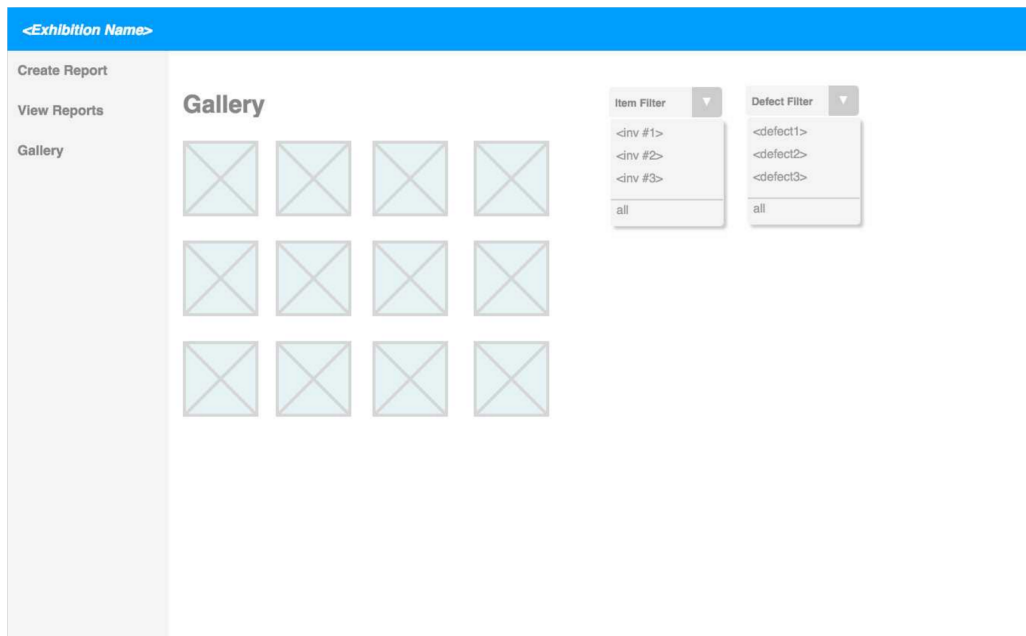 <Exhibition Name>
Create Report
View Reports
Gallery
Gallery
Item Filter
<inv #1>
<inv #2>
<inv #3>
all
Defect Filter
<defect1>
<defect2>
<defect3>
all